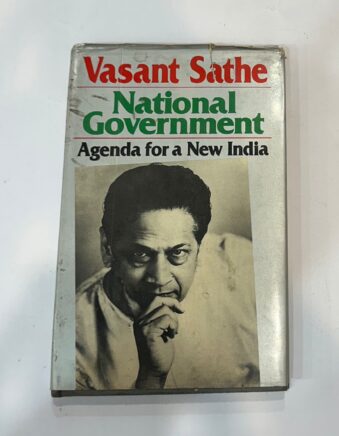 Vasant Sathe
National
Government
Agenda for a New India